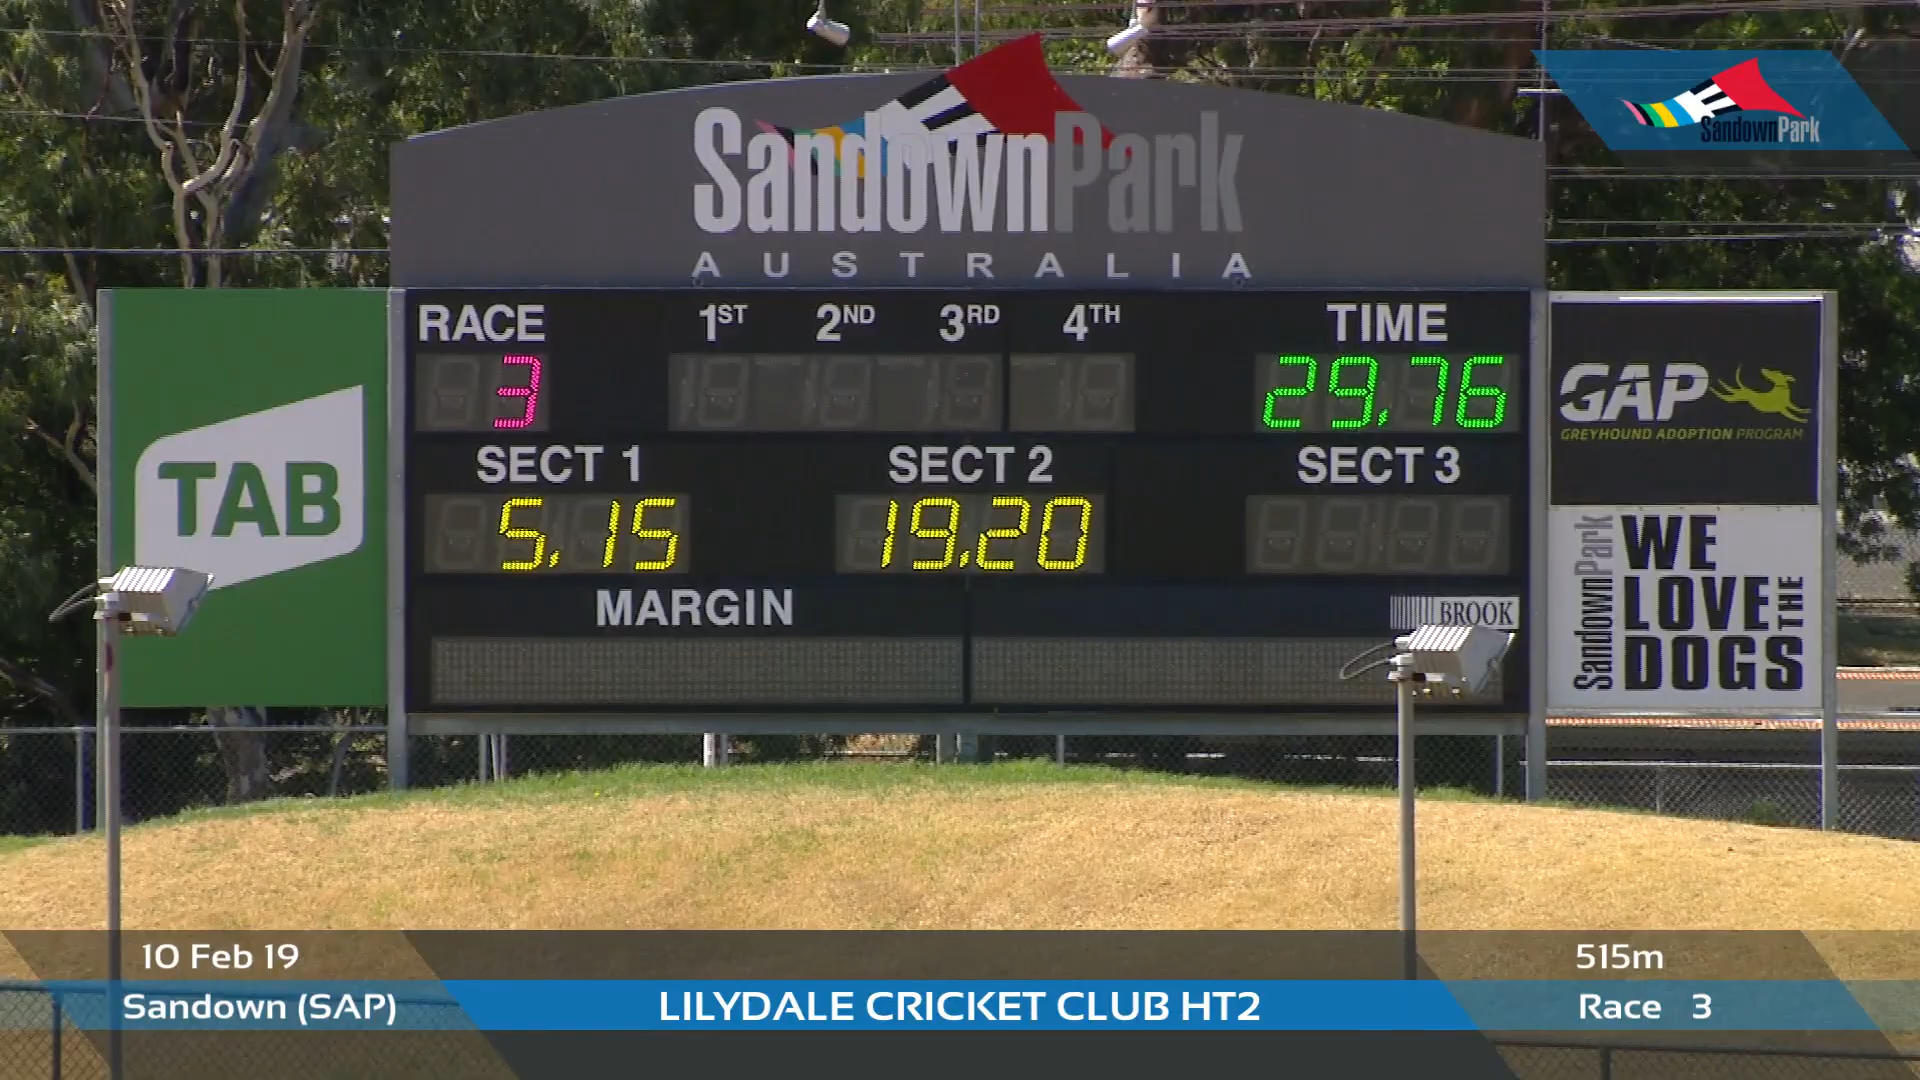 SandownPark
AUSTRALIA
SandownPark
RACE 1ST 2ND 3RD 4TH TIME
3 29.76
SECT 1 SECT 2 SECT 3
5.15 19.20
MARGIN
BROOK
TAB
GAP
GREYHOUND ADOPTION PROGRAM
SandownPark
WE
LOVE THE
DOGS
10 Feb 19
515m
Sandown (SAP)
LILYDALE CRICKET CLUB HT2
Race 3